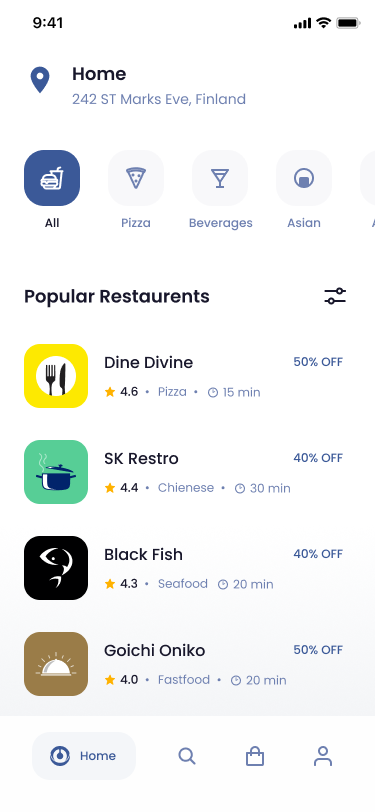 9:41
Home
242 ST Marks Eve, Finland
All Pizza Beverages Asian
Popular Restaurents
Dine Divine 50% OFF
4.6 • Pizza • 15 min
SK Restro 40% OFF
4.4 • Chienese • 30 min
Black Fish 40% OFF
4.3 • Seafood 20 min
Goichi Oniko 50% OFF
4.0 • Fastfood • 20 min
Home